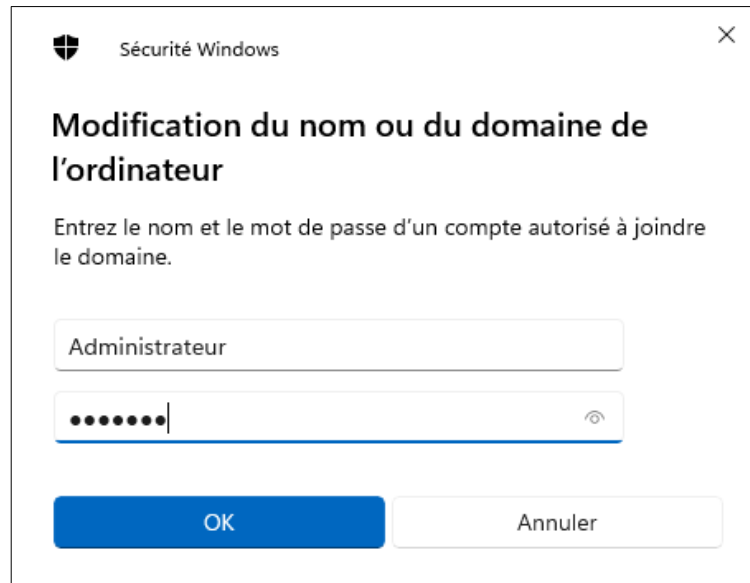 Sécurité Windows
Modification du nom ou du domaine de
l’ordinateur
Entrez le nom et le mot de passe d’un compte autorisé à joindre
le domaine.
Administrateur
●●●●●●●
OK Annuler